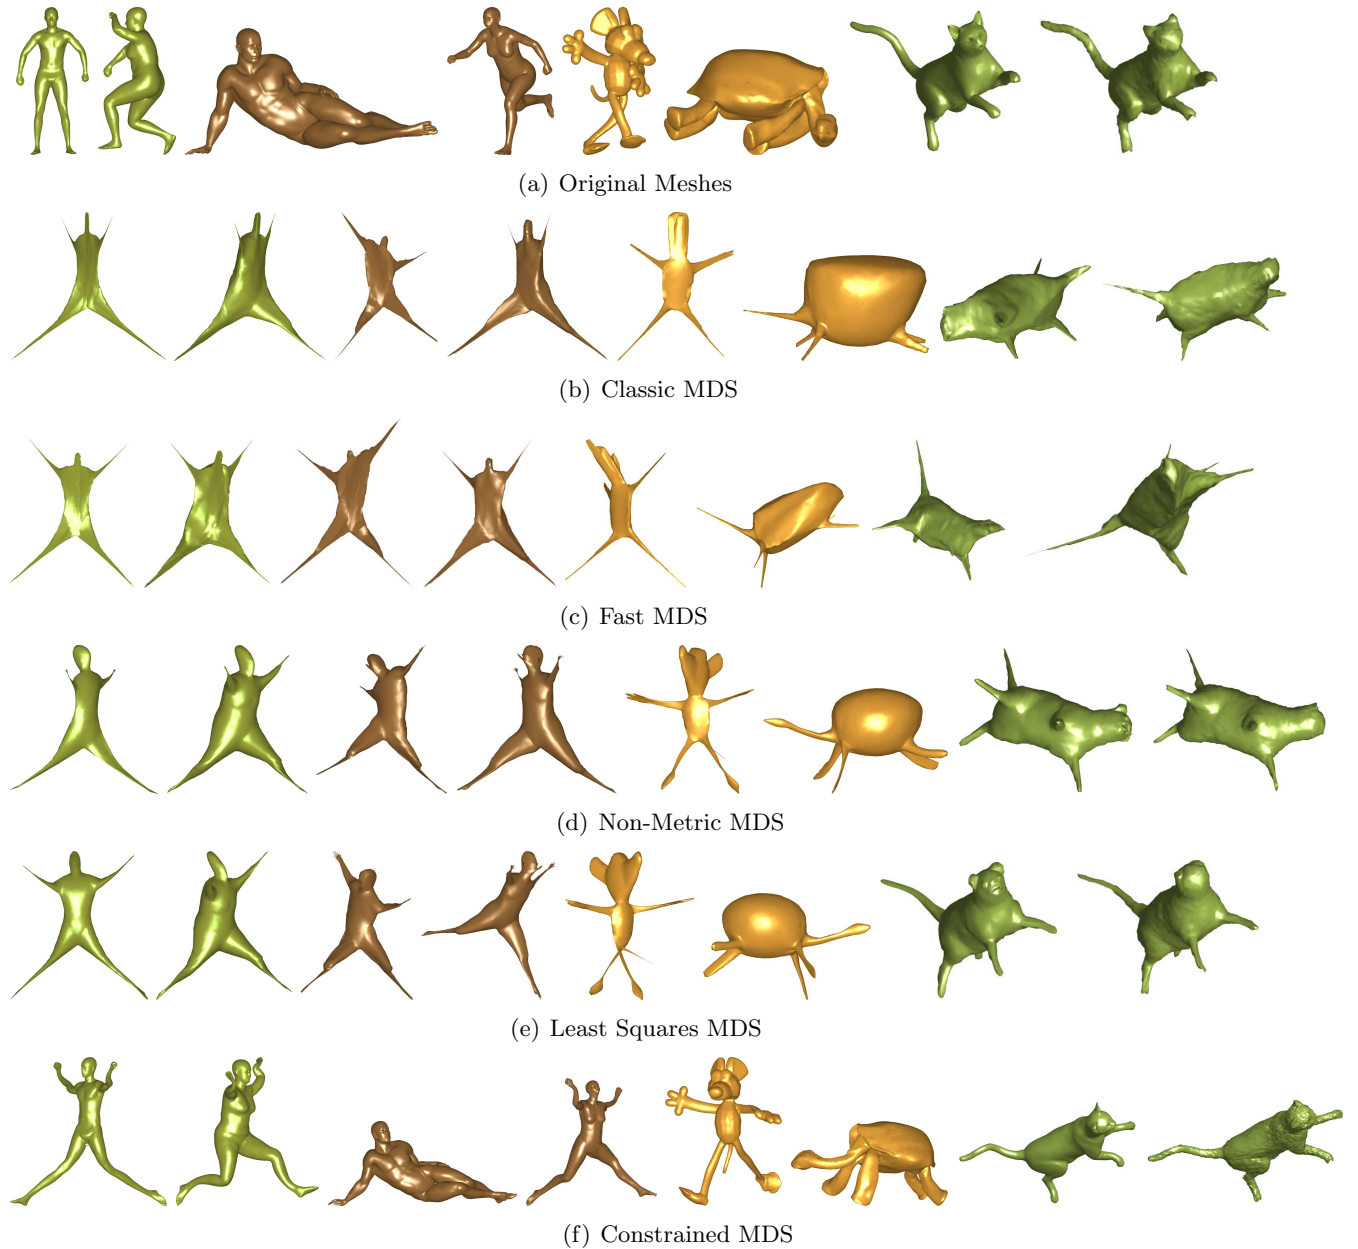 (a) Original Meshes
(b) Classic MDS
(c) Fast MDS
(d) Non-Metric MDS
(e) Least Squares MDS
(f) Constrained MDS